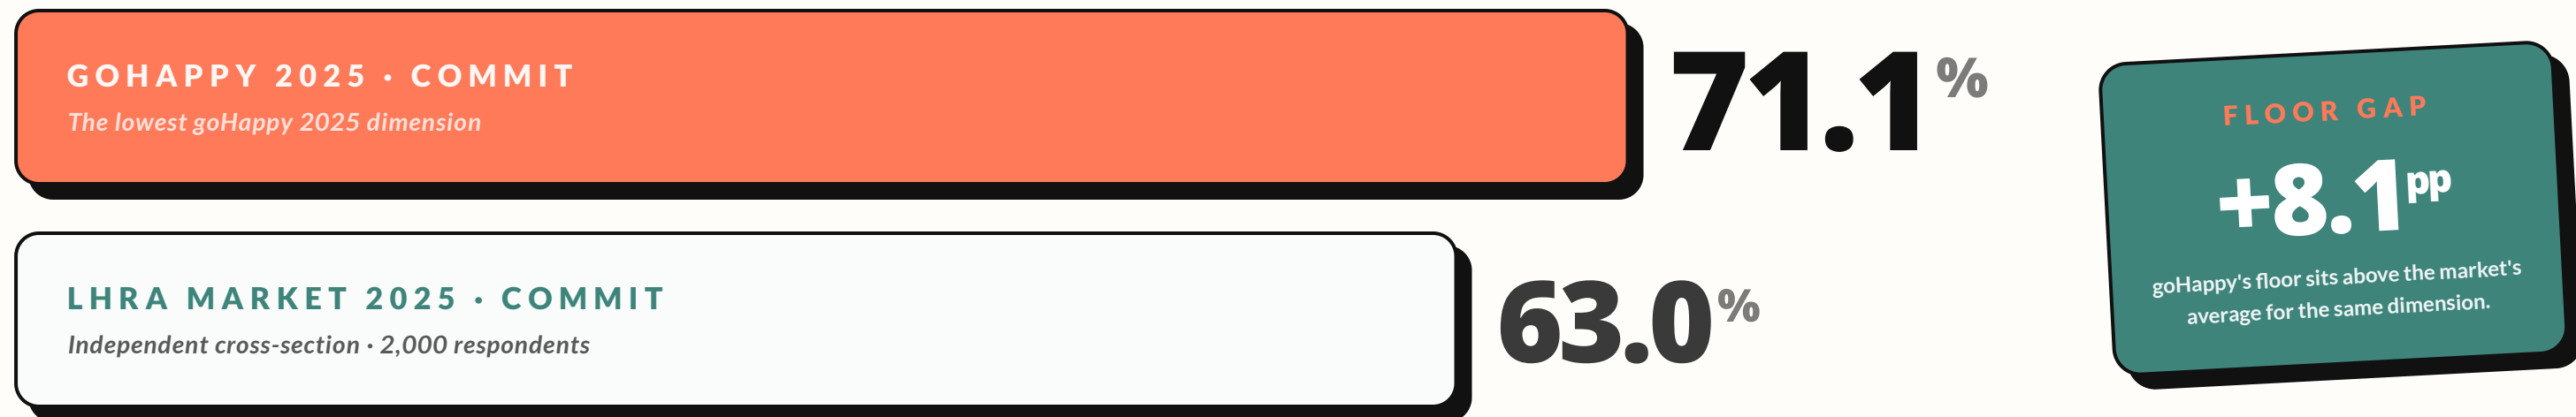 GOHAPPY 2025 · COMMIT
The lowest goHappy 2025 dimension
71.1%
LHRA MARKET 2025 · COMMIT
Independent cross-section · 2,000 respondents
63.0%
FLOOR GAP
+8.1pp
goHappy's floor sits above the market's
average for the same dimension.